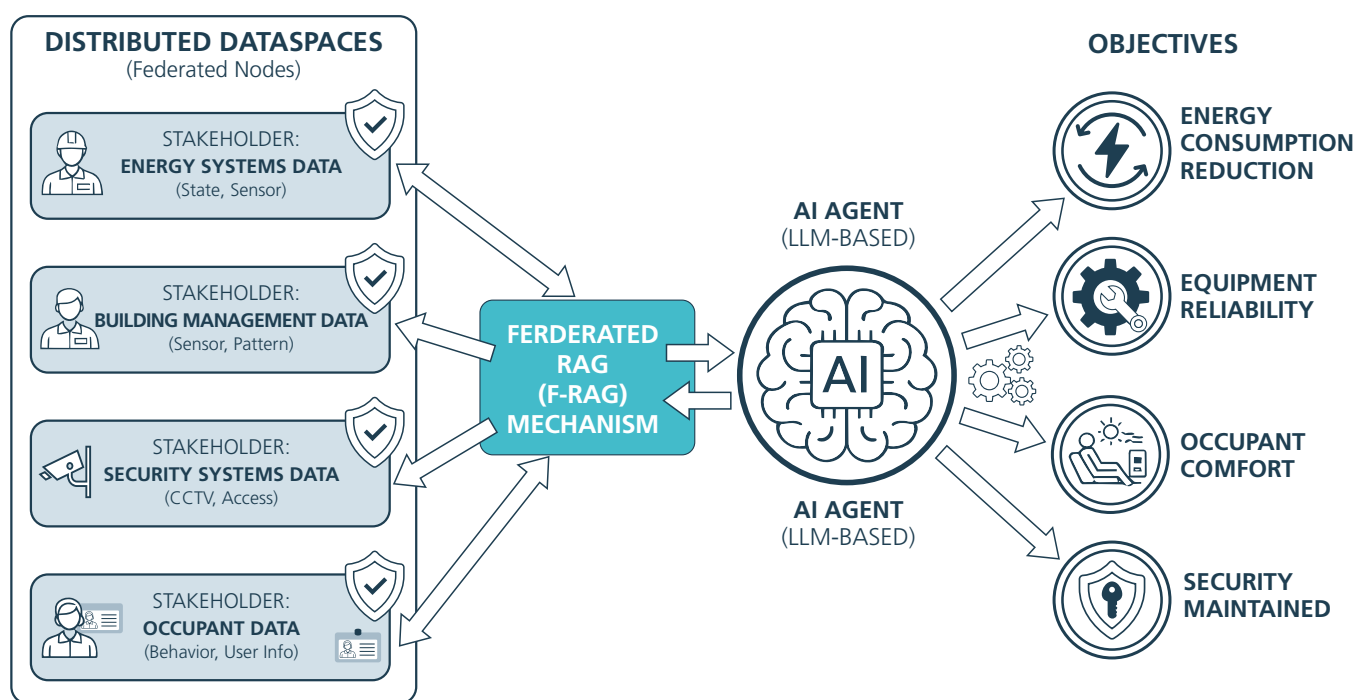 DISTRIBUTED DATASPACES
(Federated Nodes)
STAKEHOLDER:
ENERGY SYSTEMS DATA
(State, Sensor)
STAKEHOLDER:
BUILDING MANAGEMENT DATA
(Sensor, Pattern)
STAKEHOLDER:
SECURITY SYSTEMS DATA
(CCTV, Access)
STAKEHOLDER:
OCCUPANT DATA
(Behavior, User Info)
FERDERATED
RAG
(F-RAG)
MECHANISM
AI AGENT
(LLM-BASED)
AI
AI AGENT
(LLM-BASED)
OBJECTIVES
ENERGY
CONSUMPTION
REDUCTION
EQUIPMENT
RELIABILITY
OCCUPANT
COMFORT
SECURITY
MAINTAINED